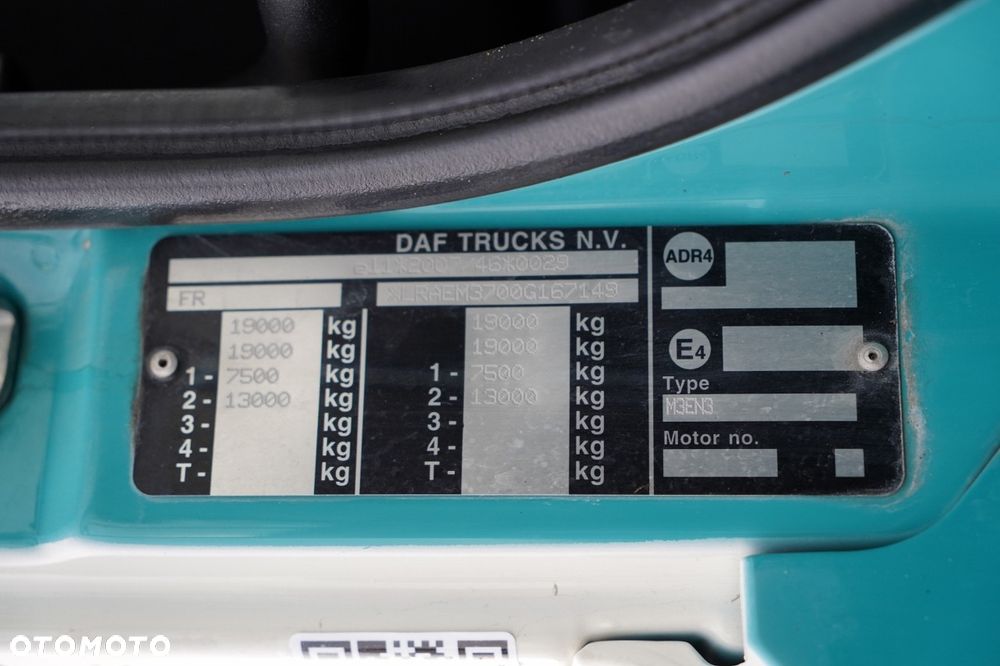 DAF TRUCKS N.V.
e11*2007 46*0029
FR
XLRAEM3700G167149
19000 kg 19000 kg
19000 kg 19000 kg
1- 7500 kg 1- 7500 kg
2- 13000 kg 2- 13000 kg
3- kg 3- kg
4- kg 4- kg
T- kg T- kg
ADR4
E4
Type
M3EN3
Motor no.
OTOMOTO